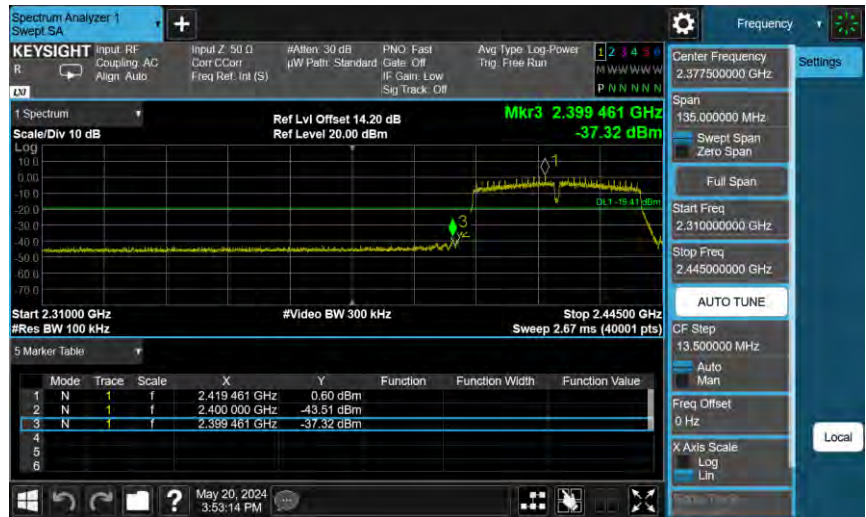 Spectrum Analyzer 1
Swept SA
+
Frequency
KEYSIGHT Input: RF Input Z: 50 Ω #Atten: 30 dB PNO: Fast Avg Type: Log-Power 1 2 3 4 5 6
R Coupling: AC Corr CCorr µW Path: Standard Gate: Off Trig: Free Run M W W W W W
Align: Auto Freq Ref: Int (S) IF Gain: Low
LXI Sig Track: Off P N N N N N
1 Spectrum
Ref Lvl Offset 14.20 dB
Mkr3 2.399 461 GHz
Scale/Div 10 dB
Ref Level 20.00 dBm
-37.32 dBm
Log
10.0
0.00
-10.0
-20.0
-30.0
-40.0
-50.0
-60.0
-70.0
1
3
Start 2.31000 GHz #Video BW 300 kHz Stop 2.44500 GHz
#Res BW 100 kHz Sweep 2.67 ms (40001 pts)
5 Marker Table
Mode Trace Scale X Y Function Function Width Function Value
1 N 1 f 2.419 461 GHz 0.60 dBm
2 N 1 f 2.400 000 GHz -43.51 dBm
3 N 1 f 2.399 461 GHz -37.32 dBm
4
5
6
?
May 20, 2024
3:53:14 PM
Center Frequency
2.377500000 GHz
Settings
Span
135.000000 MHz
Swept Span
Zero Span
Full Span
Start Freq
2.310000000 GHz
Stop Freq
2.445000000 GHz
AUTO TUNE
CF Step
13.500000 MHz
Auto
Man
Freq Offset
0 Hz
X Axis Scale
Log
Lin
Local